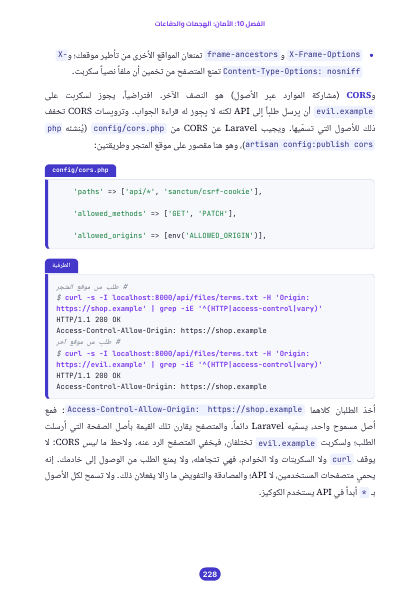 الفصل 10: الأمان: الهجمات والدفاعات
• X-Frame-Options و frame-ancestors تمنعان المواقع الأخرى من تأطير موقعك؛ و X-
Content-Type-Options: nosniff تمنع المتصفح من تخمين أن ملفاً نصياً سكربت.
وCORS (مشاركة الموارد عبر الأصول) هو النصف الآخر. افتراضياً، يجوز لسكربت على
evil.example أن يرسل طلباً إلى API لكنه لا يجوز له قراءة الجواب. وترويسات CORS تخفف
ذلك للأصول التي تسمّيها. ويجيب Laravel عن CORS من config/cors.php (يُنشئه php
artisan config:publish cors)، وهو هنا مقصور على موقع المتجر وطريقتين:
config/cors.php
'paths' => ['api/*', 'sanctum/csrf-cookie'],
'allowed_methods' => ['GET', 'PATCH'],
'allowed_origins' => [env('ALLOWED_ORIGIN')],
الطرفية
# طلب من موقع المتجر
$ curl -s -I localhost:8000/api/files/terms.txt -H 'Origin:
https://shop.example' | grep -iE '^(HTTP|access-control|vary)'
HTTP/1.1 200 OK
Access-Control-Allow-Origin: https://shop.example
# طلب من موقع آخر
$ curl -s -I localhost:8000/api/files/terms.txt -H 'Origin:
https://evil.example' | grep -iE '^(HTTP|access-control|vary)'
HTTP/1.1 200 OK
Access-Control-Allow-Origin: https://shop.example
أخذ الطلبان كلاهما Access-Control-Allow-Origin: https://shop.example : فمع
أصل مسموح واحد، يسمّيه Laravel دائماً. والمتصفح يقارن تلك القيمة بأصل الصفحة التي أرسلت
الطلب؛ ولسكربت evil.example تختلفان، فيخفي المتصفح الرد عنه. ولاحظ ما ليس CORS: لا
يوقف curl ولا السكربتات ولا الخوادم، فهي تتجاهله، ولا يمنع الطلب من الوصول إلى خادمك. إنه
يحمي متصفحات المستخدمين، لا API؛ والمصادقة والتفويض ما زالا يفعلان ذلك. ولا تسمح لكل الأصول
بـ * أبداً في API يستخدم الكوكيز.
228